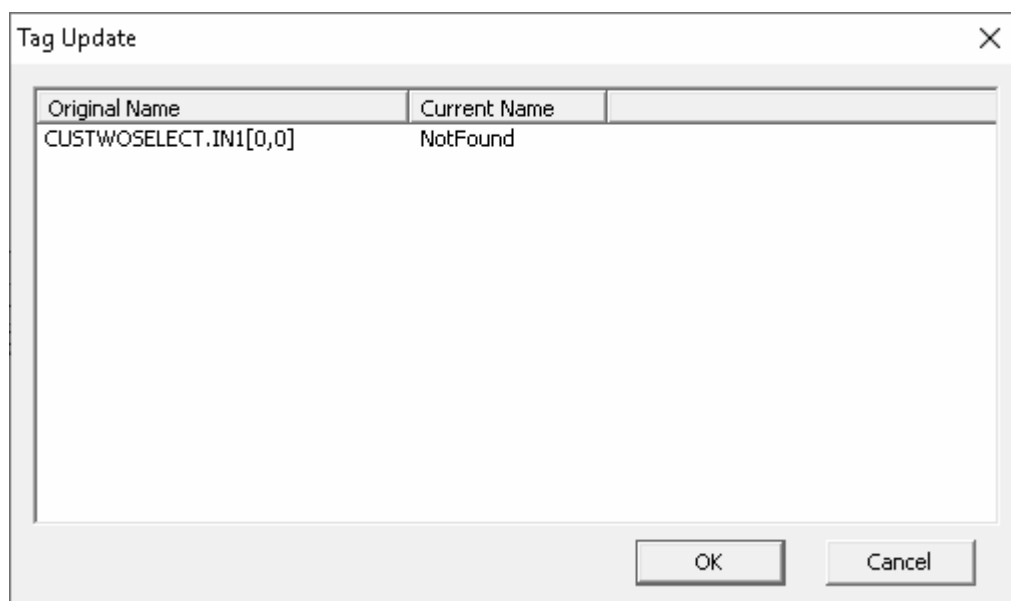 Tag Update
Original Name Current Name
CUSTWOSELECT.IN1[0,0] NotFound
OK Cancel